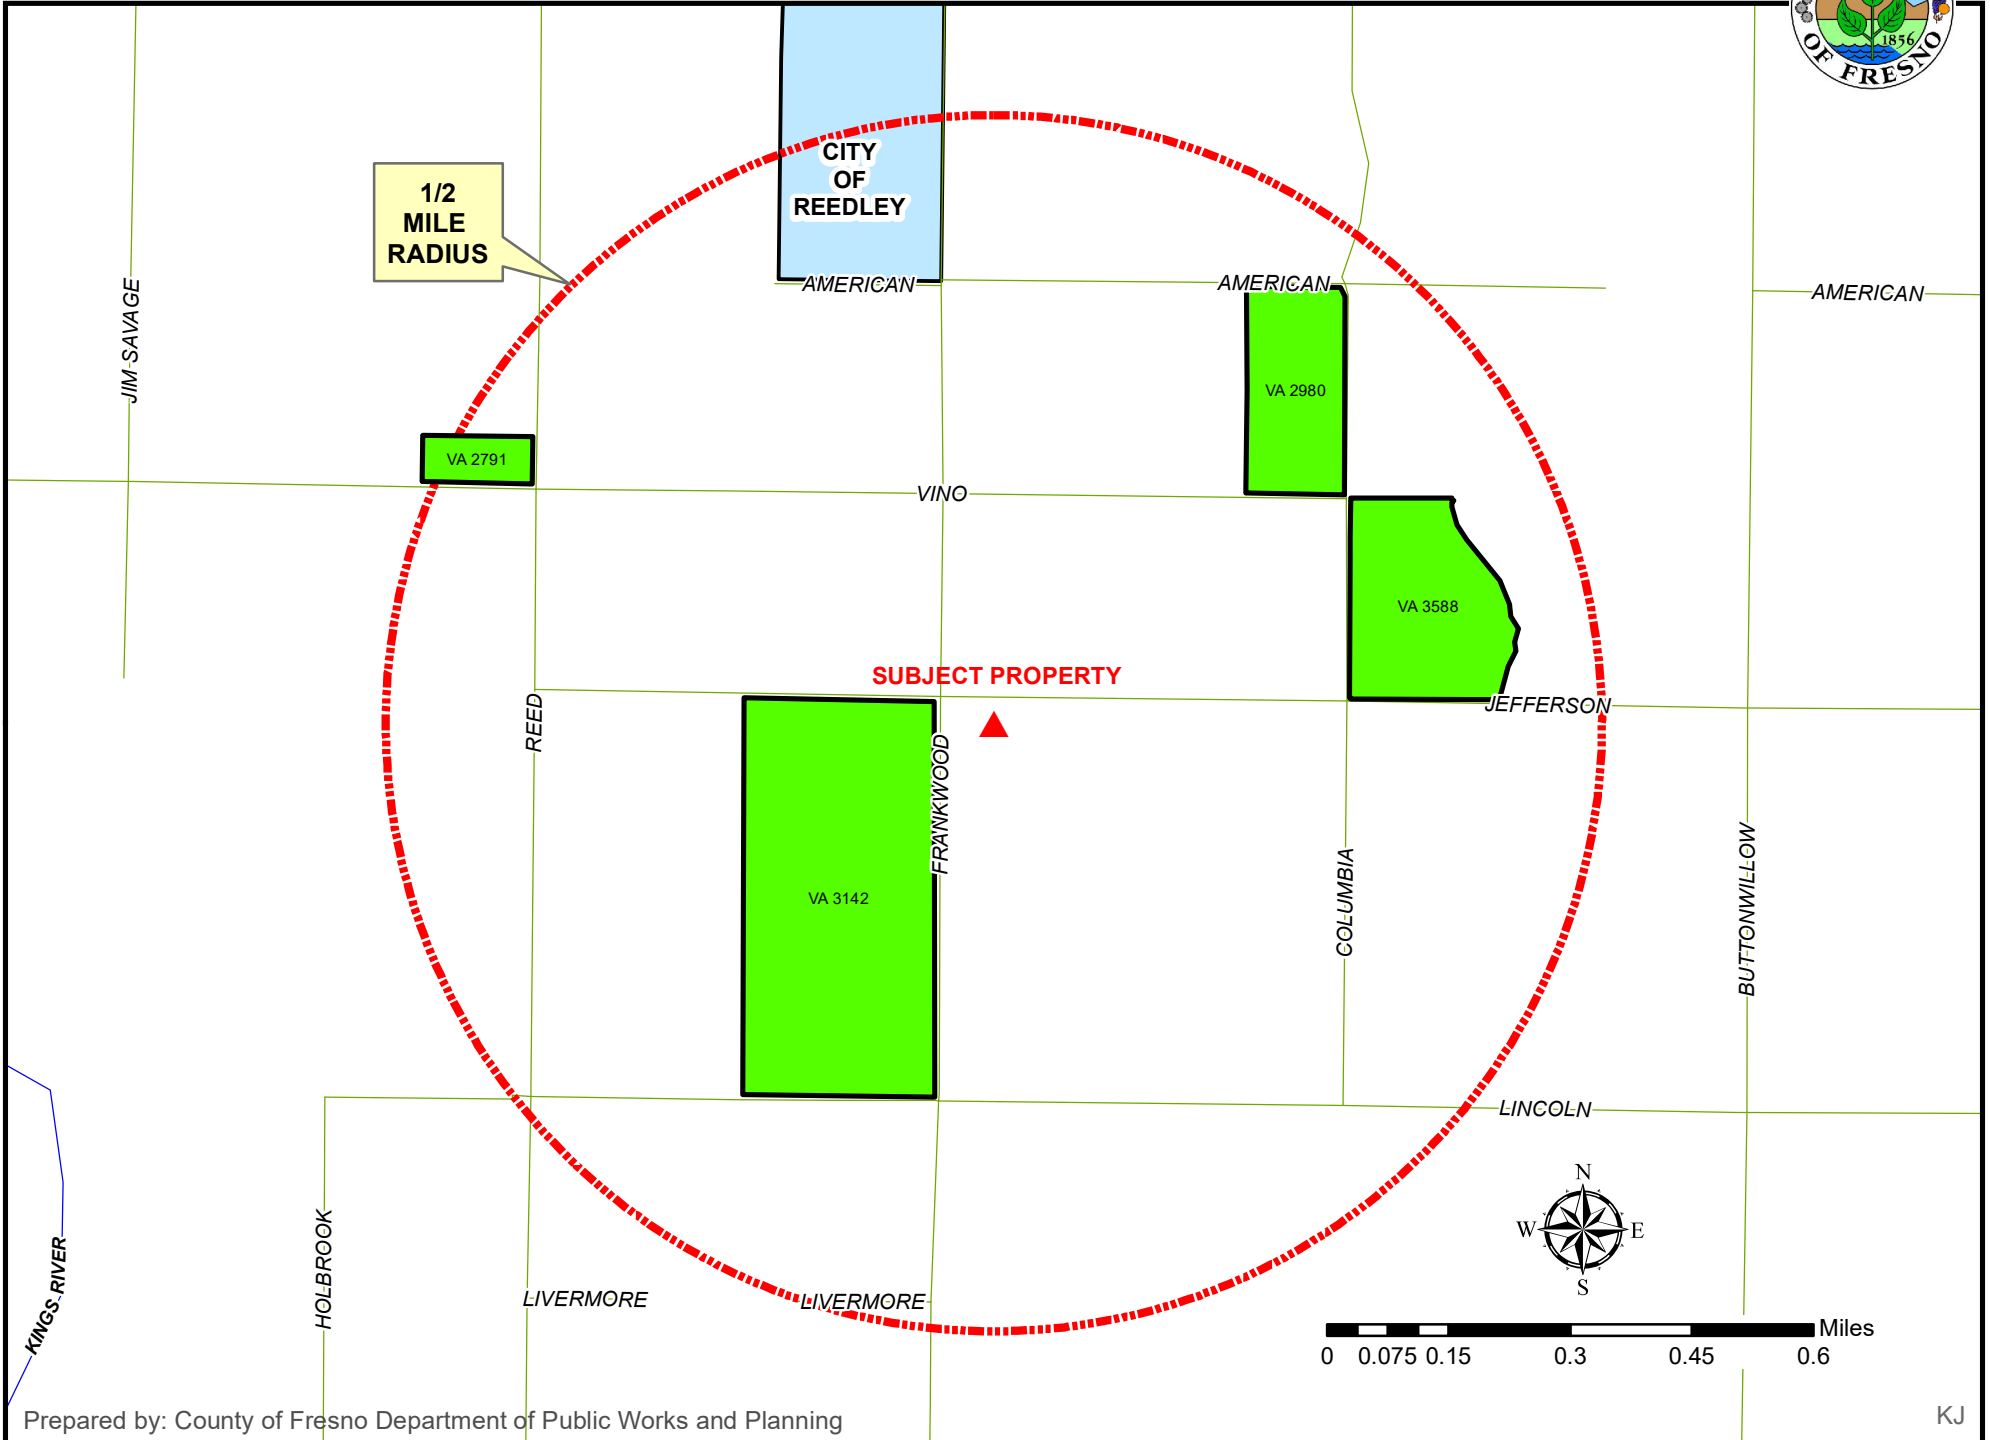 1856
OF FRESNO
CITY
OF
REEDLEY
1/2
MILE
RADIUS
AMERICAN
AMERICAN
AMERICAN
JIM SAVAGE
VA 2980
VA 2791
VINO
VA 3588
SUBJECT PROPERTY
JEFFERSON
REED
FRANKWOOD
VA 3142
COLUMBIA
BUTTONWILLOW
LINCOLN
N
W
E
S
HOLBROOK
KINGS RIVER
LIVERMORE
LIVERMORE
Miles
0
0.075
0.15
0.3
0.45
0.6
Prepared by: County of Fresno Department of Public Works and Planning
KJ